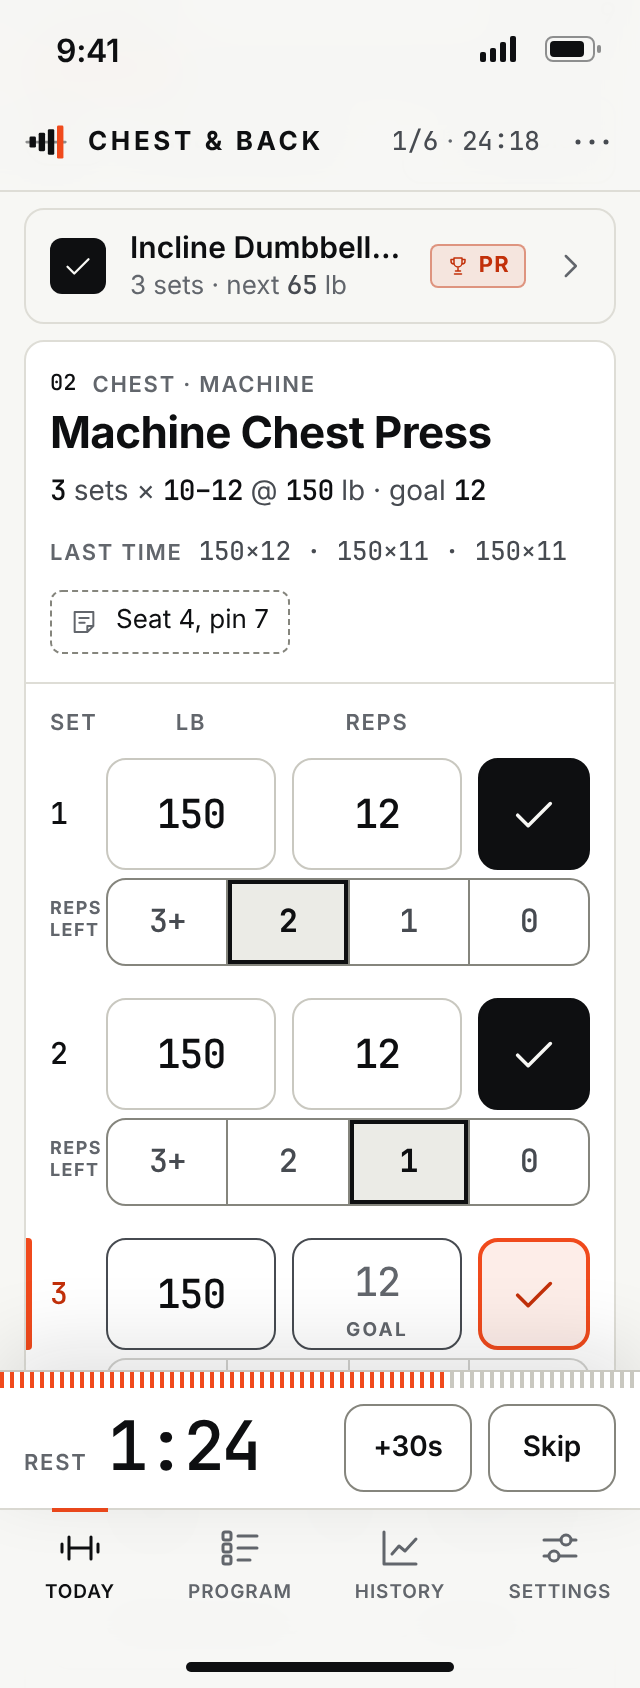 9:41
CHEST & BACK 1/6 · 24:18 ...
Incline Dumbbell...
3 sets · next 65 lb
PR
02 CHEST · MACHINE
Machine Chest Press
3 sets × 10–12 @ 150 lb · goal 12
LAST TIME 150×12 · 150×11 · 150×11
Seat 4, pin 7
SET LB REPS
1 150 12
REPS LEFT 3+ 2 1 0
2 150 12
REPS LEFT 3+ 2 1 0
3 150 12
GOAL
REST 1:24 +30s Skip
TODAY PROGRAM HISTORY SETTINGS